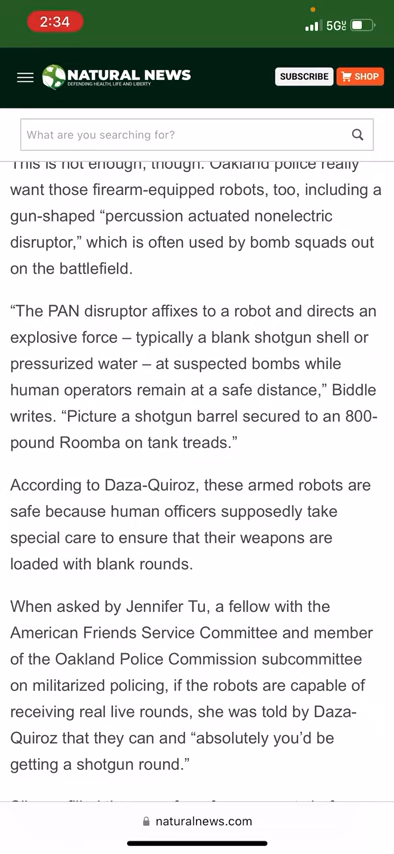 2:34
5G
NATURAL NEWS
DEFENDING HEALTH, LIFE AND LIBERTY
SUBSCRIBE
SHOP
What are you searching for?
This is not enough, though. Oakland police really
want those firearm-equipped robots, too, including a
gun-shaped “percussion actuated nonelectric
disruptor,” which is often used by bomb squads out
on the battlefield.
“The PAN disruptor affixes to a robot and directs an
explosive force – typically a blank shotgun shell or
pressurized water – at suspected bombs while
human operators remain at a safe distance,” Biddle
writes. “Picture a shotgun barrel secured to an 800-
pound Roomba on tank treads.”
According to Daza-Quiroz, these armed robots are
safe because human officers supposedly take
special care to ensure that their weapons are
loaded with blank rounds.
When asked by Jennifer Tu, a fellow with the
American Friends Service Committee and member
of the Oakland Police Commission subcommittee
on militarized policing, if the robots are capable of
receiving real live rounds, she was told by Daza-
Quiroz that they can and “absolutely you’d be
getting a shotgun round.”
naturalnews.com